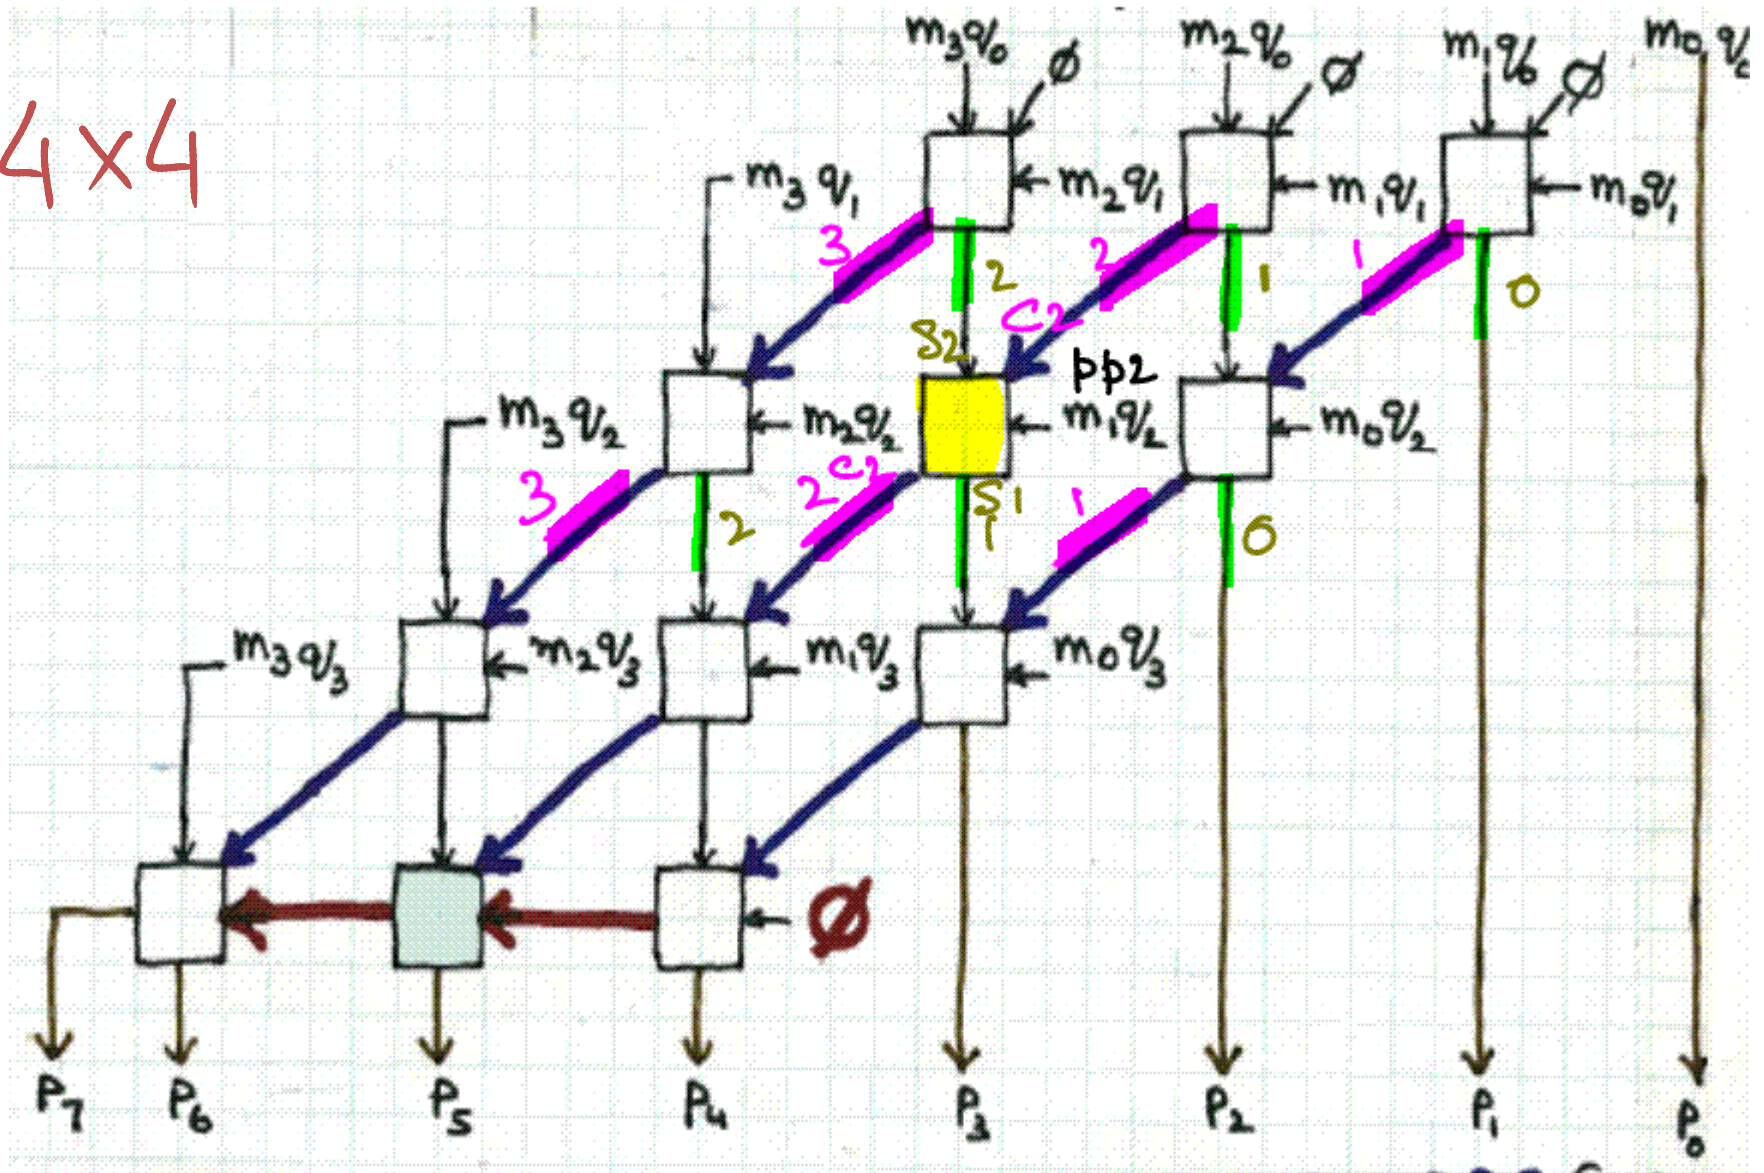 m₃q₀ ∅ m₂q₀ ∅ m₁q₀ ∅ m₀q₀
4×4
m₃q₁ m₂q₁ m₁q₁ m₀q₁
3 2 2 1 1 0
S2 C2
pp2
m₃q₂ m₂q₂ m₁q₂ m₀q₂
3 2 2 C2 S1 1 1 0
m₃q₃ m₂q₃ m₁q₃ m₀q₃
∅
P₇ P₆ P₅ P₄ P₃ P₂ P₁ P₀